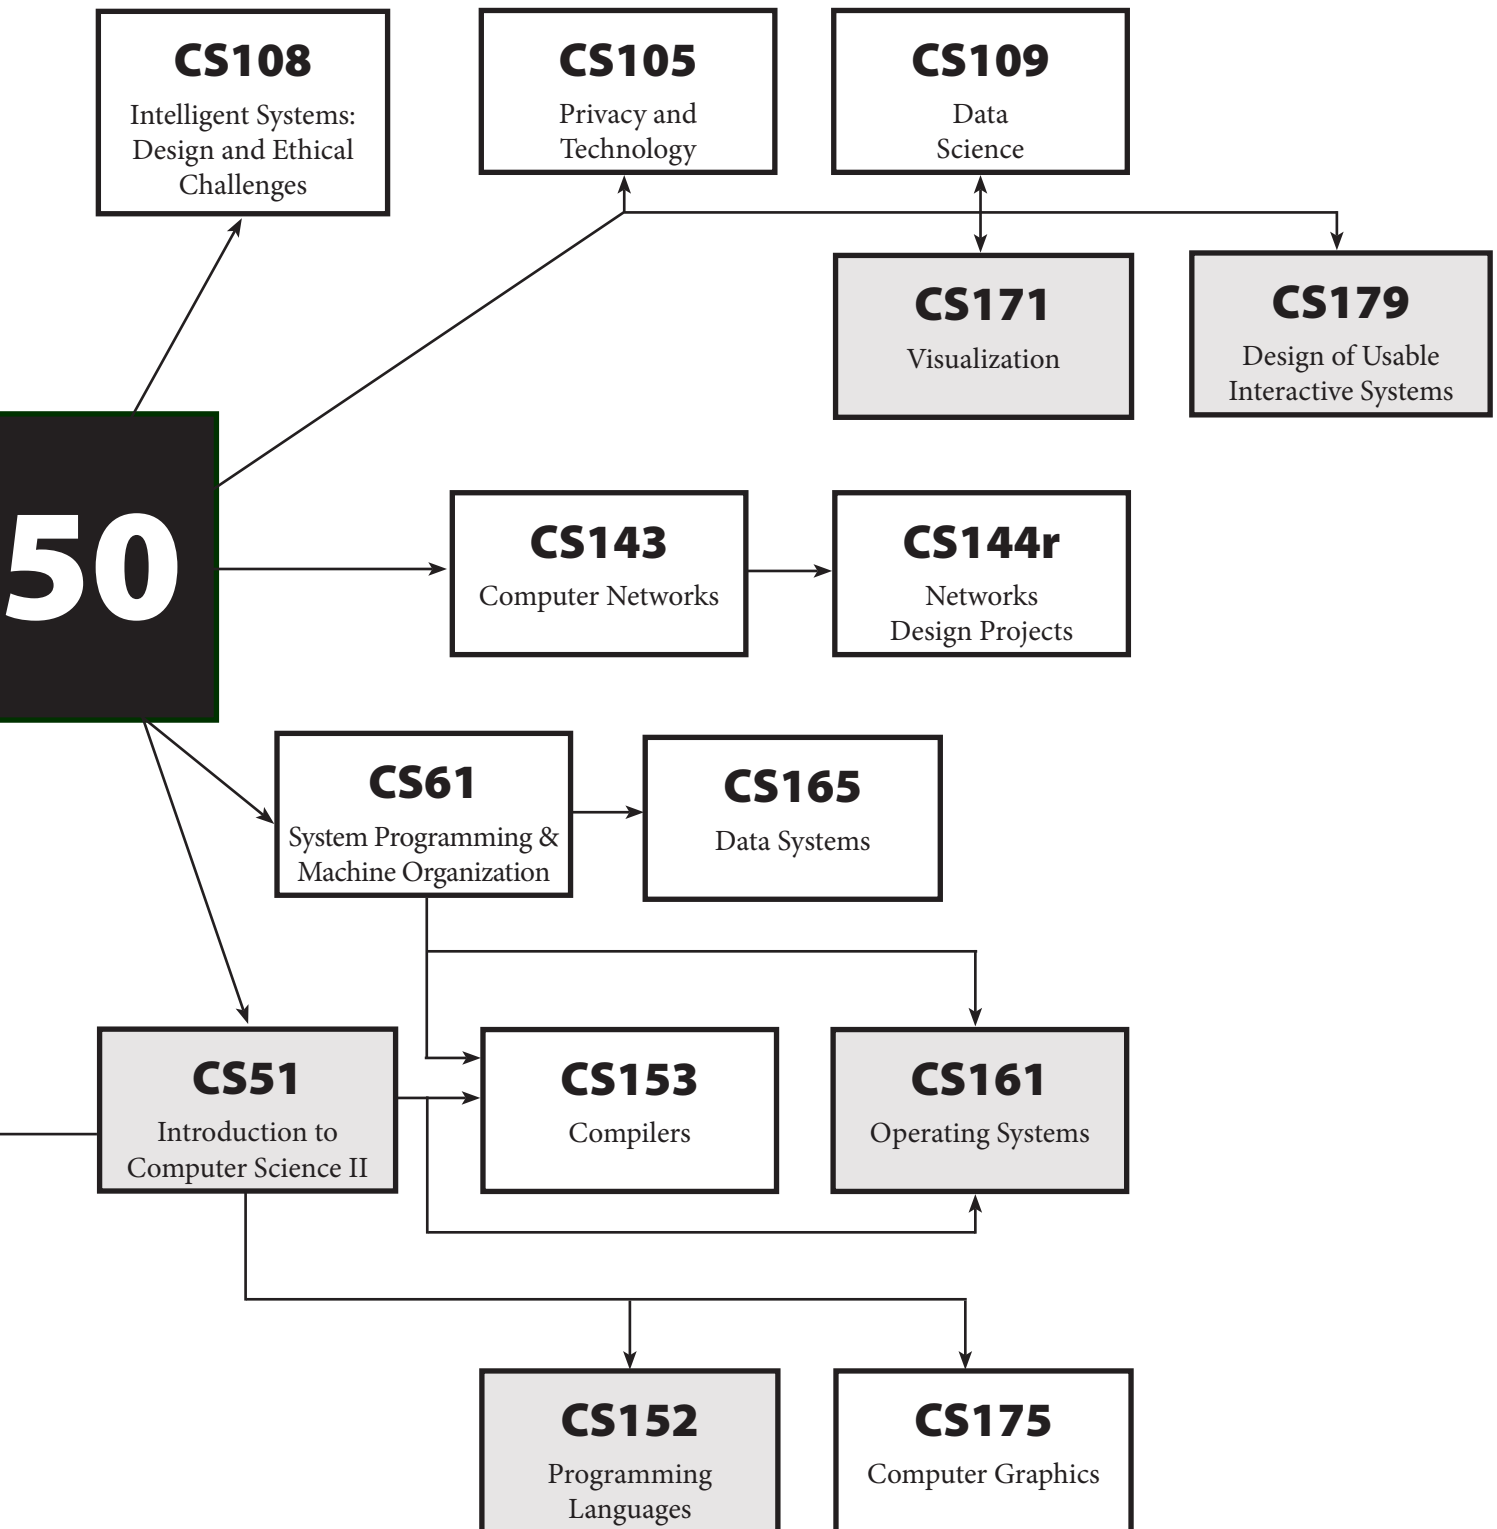 CS108
Intelligent Systems:
Design and Ethical
Challenges
CS105
Privacy and
Technology
CS109
Data
Science
CS171
Visualization
CS179
Design of Usable
Interactive Systems
50
CS143
Computer Networks
CS144r
Networks
Design Projects
CS61
System Programming &
Machine Organization
CS165
Data Systems
CS51
Introduction to
Computer Science II
CS153
Compilers
CS161
Operating Systems
CS152
Programming
Languages
CS175
Computer Graphics